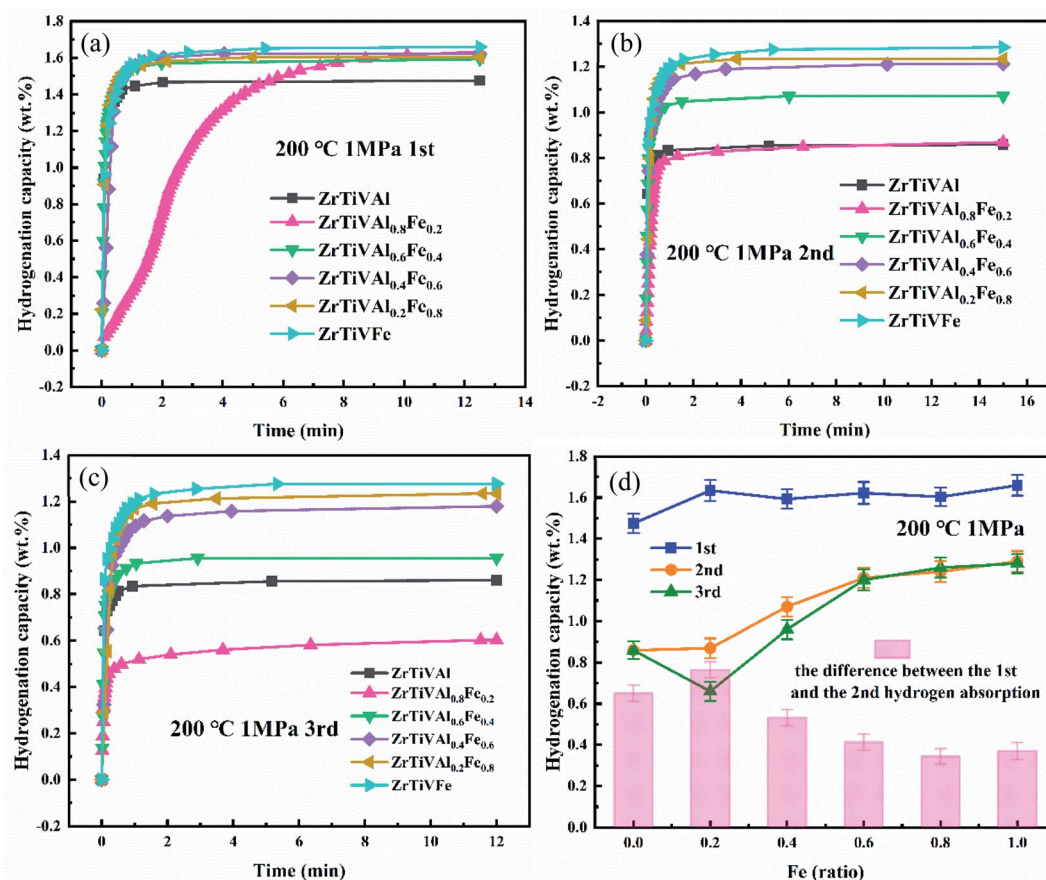 (a)
Hydrogenation capacity (wt.%)
1.8
1.6
1.4
1.2
1.0
0.8
0.6
0.4
0.2
0.0
-0.2
200 °C 1MPa 1st
ZrTiVAl
ZrTiVAl0.8Fe0.2
ZrTiVAl0.6Fe0.4
ZrTiVAl0.4Fe0.6
ZrTiVAl0.2Fe0.8
ZrTiVFe
0 2 4 6 8 10 12 14
Time (min)
(b)
Hydrogenation capacity (wt.%)
1.4
1.2
1.0
0.8
0.6
0.4
0.2
0.0
-0.2
200 °C 1MPa 2nd
ZrTiVAl
ZrTiVAl0.8Fe0.2
ZrTiVAl0.6Fe0.4
ZrTiVAl0.4Fe0.6
ZrTiVAl0.2Fe0.8
ZrTiVFe
-2 0 2 4 6 8 10 12 14 16
Time (min)
(c)
Hydrogenation capacity (wt.%)
1.4
1.2
1.0
0.8
0.6
0.4
0.2
0.0
-0.2
200 °C 1MPa 3rd
ZrTiVAl
ZrTiVAl0.8Fe0.2
ZrTiVAl0.6Fe0.4
ZrTiVAl0.4Fe0.6
ZrTiVAl0.2Fe0.8
ZrTiVFe
0 2 4 6 8 10 12
Time (min)
(d)
Hydrogenation capacity (wt.%)
1.8
1.6
1.4
1.2
1.0
0.8
0.6
0.4
0.2
0.0
200 °C 1MPa
1st
2nd
3rd
the difference between the 1st
and the 2nd hydrogen absorption
0.0 0.2 0.4 0.6 0.8 1.0
Fe (ratio)